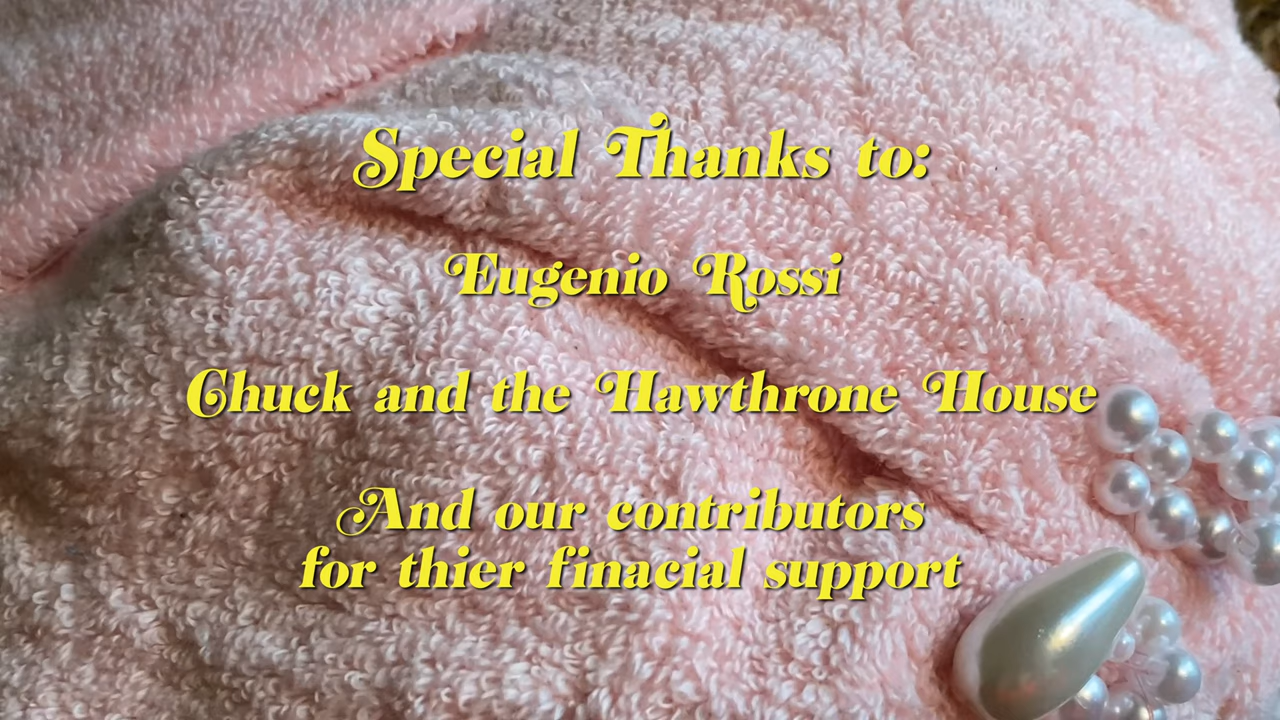 Special Thanks to:
Eugenio Rossi
Chuck and the Hawthrone House
And our contributors
for thier finacial support